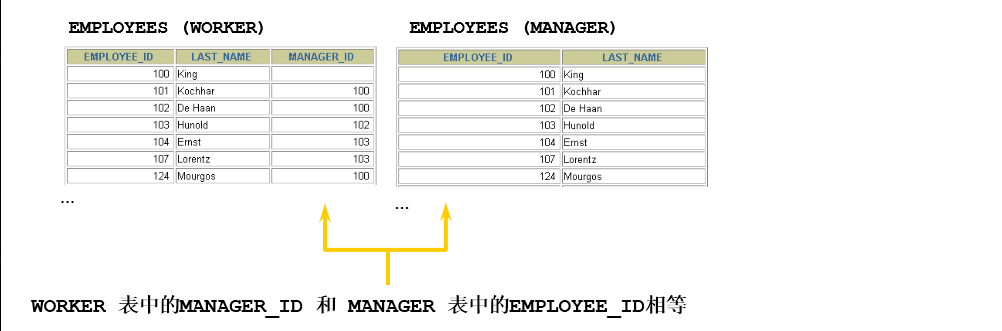 EMPLOYEES (WORKER) EMPLOYEES (MANAGER)
EMPLOYEE_ID LAST_NAME MANAGER_ID EMPLOYEE_ID LAST_NAME
100 King 100 King
101 Kochhar 100 101 Kochhar
102 De Haan 100 102 De Haan
103 Hunold 102 103 Hunold
104 Ernst 103 104 Ernst
107 Lorentz 103 107 Lorentz
124 Mourgos 100 124 Mourgos
... ...
WORKER 表中的MANAGER_ID 和 MANAGER 表中的EMPLOYEE_ID相等